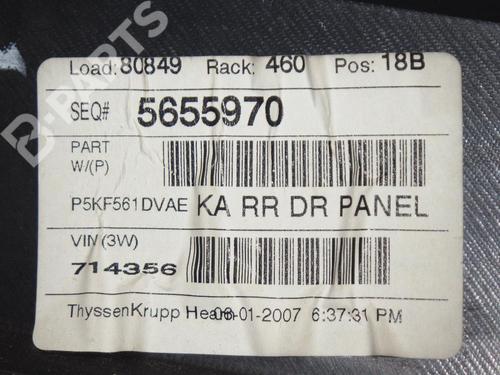 Load: 80849 Rack: 460 Pos: 18B
SEQ# 5655970
PART
W/(P)
P5KF561DVAE KA RR DR PANEL
VIN (3W)
714356
ThyssenKrupp 06-01-2007 6:37:31 PM
B-PARTS